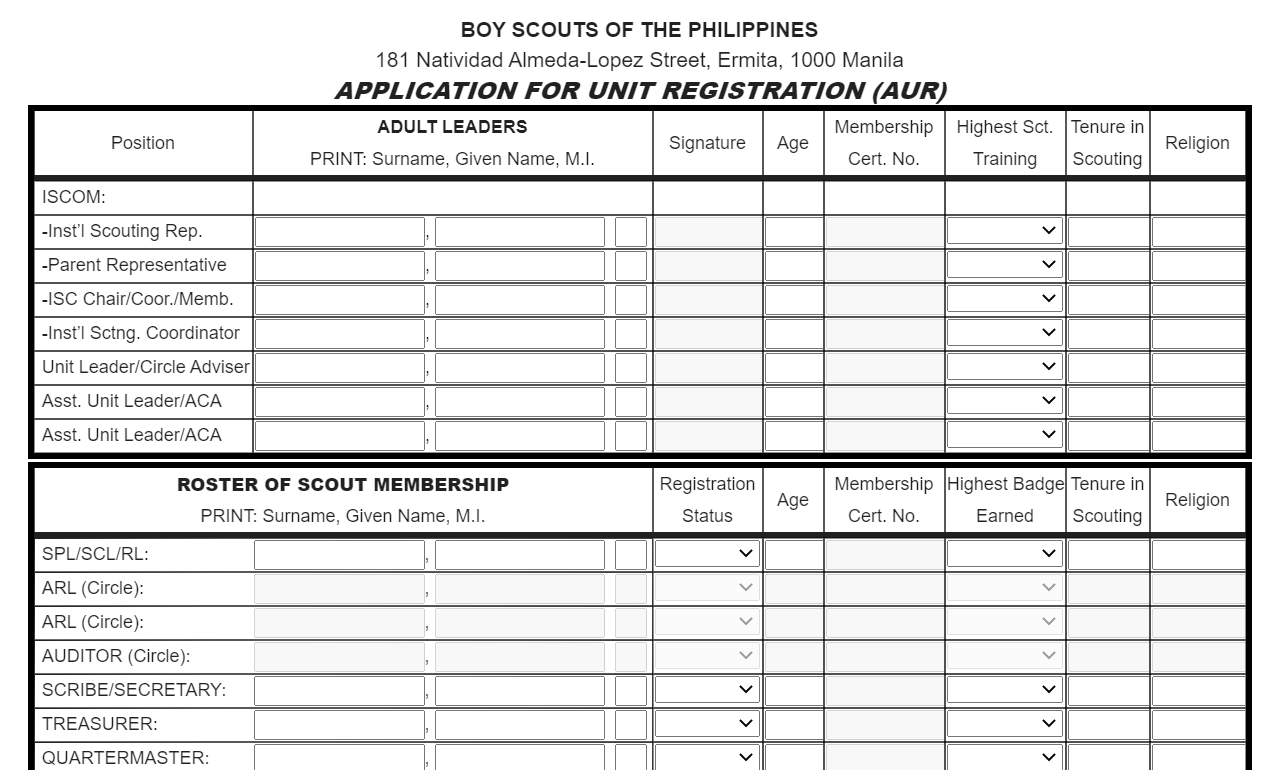 BOY SCOUTS OF THE PHILIPPINES
181 Natividad Almeda-Lopez Street, Ermita, 1000 Manila
APPLICATION FOR UNIT REGISTRATION (AUR)
Position ADULT LEADERS PRINT: Surname, Given Name, M.I. Signature Age Membership Cert. No. Highest Sct. Training Tenure in Scouting Religion
ISCOM:
-Inst'l Scouting Rep. ,
-Parent Representative ,
-ISC Chair/Coor./Memb. ,
-Inst'l Sctng. Coordinator ,
Unit Leader/Circle Adviser ,
Asst. Unit Leader/ACA ,
Asst. Unit Leader/ACA ,
ROSTER OF SCOUT MEMBERSHIP PRINT: Surname, Given Name, M.I. Registration Status Age Membership Cert. No. Highest Badge Earned Tenure in Scouting Religion
SPL/SCL/RL: ,
ARL (Circle): ,
ARL (Circle): ,
AUDITOR (Circle): ,
SCRIBE/SECRETARY: ,
TREASURER: ,
QUARTERMASTER: ,